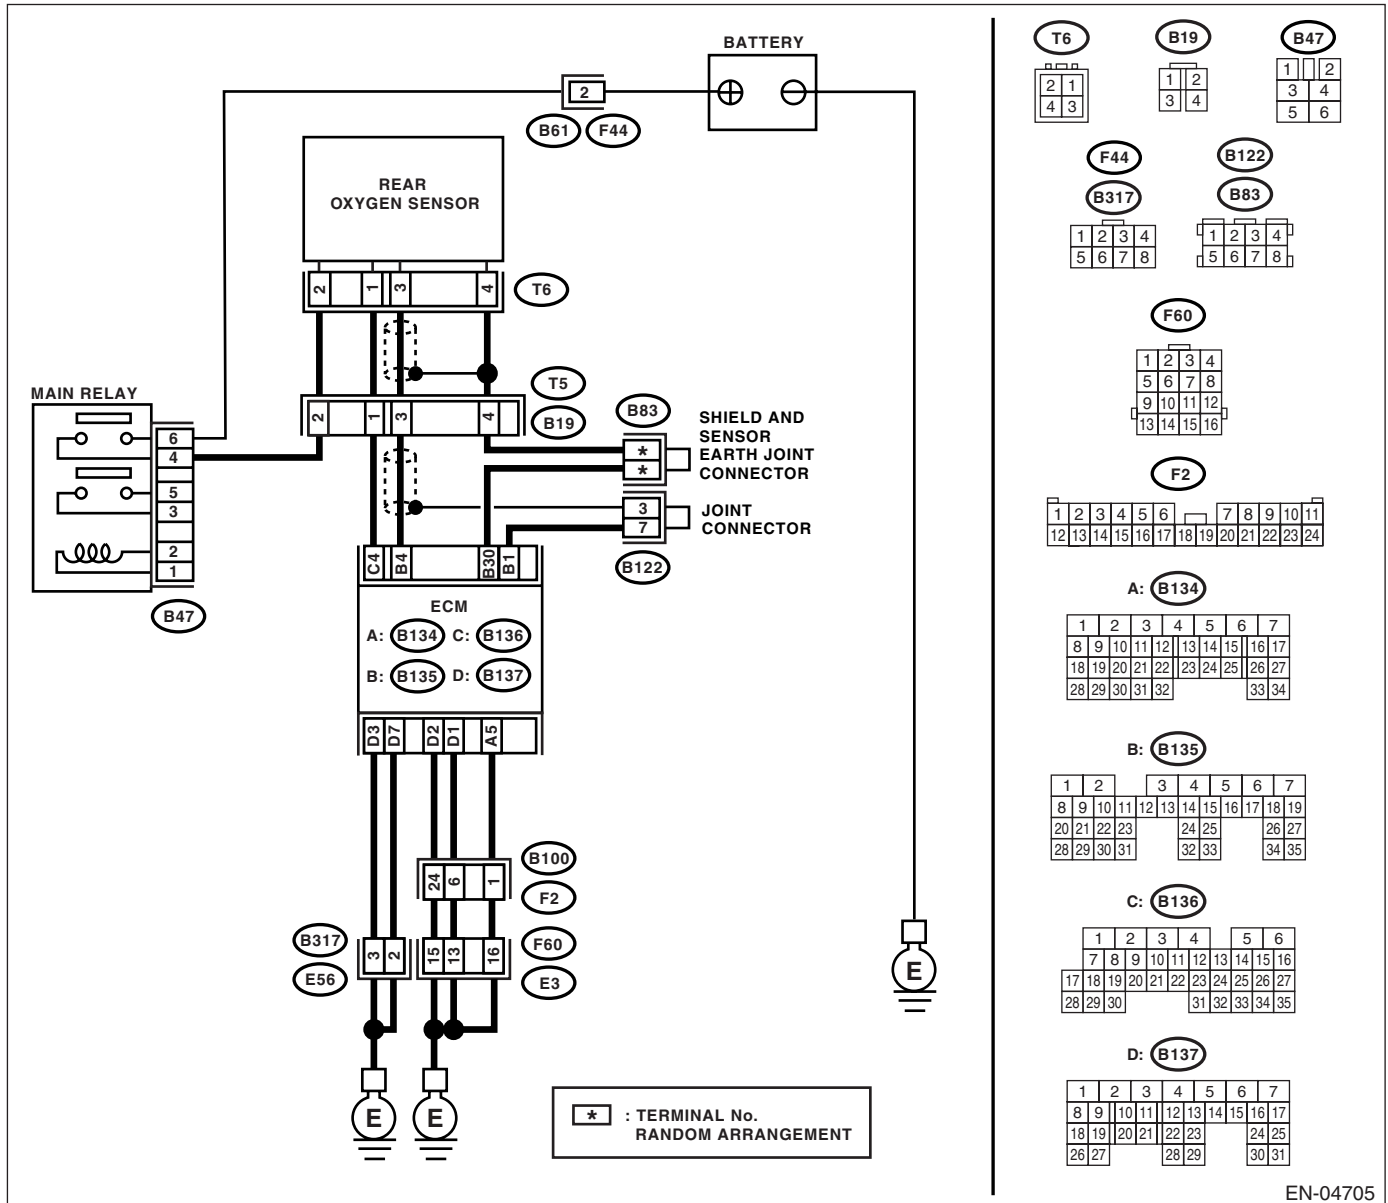 BATTERY
2
B61 F44
REAR
OXYGEN SENSOR
2 1 3 4
T6
MAIN RELAY
6
4
5
3
2
1
B47
T5
B19
2 1 3 4
B83
*
*
SHIELD AND
SENSOR
EARTH JOINT
CONNECTOR
3
7
JOINT
CONNECTOR
B122
C4 B4 B30 B1
ECM
A: B134 C: B136
B: B135 D: B137
D3 D7 D2 D1 A5
B100
F2
24 6 1
B317
E56
3 2
15 13 16
F60
E3
E
E E
* : TERMINAL No.
RANDOM ARRANGEMENT
T6
2 1
4 3
B19
1 2
3 4
B47
1 2
3 4
5 6
F44
B317
1 2 3 4
5 6 7 8
B122
B83
1 2 3 4
5 6 7 8
F60
1 2 3 4
5 6 7 8
9 10 11 12
13 14 15 16
F2
1 2 3 4 5 6 7 8 9 10 11
12 13 14 15 16 17 18 19 20 21 22 23 24
A: B134
1 2 3 4 5 6 7
8 9 10 11 12 13 14 15 16 17
18 19 20 21 22 23 24 25 26 27
28 29 30 31 32 33 34
B: B135
1 2 3 4 5 6 7
8 9 10 11 12 13 14 15 16 17 18 19
20 21 22 23 24 25 26 27
28 29 30 31 32 33 34 35
C: B136
1 2 3 4 5 6
7 8 9 10 11 12 13 14 15 16
17 18 19 20 21 22 23 24 25 26 27
28 29 30 31 32 33 34 35
D: B137
1 2 3 4 5 6 7
8 9 10 11 12 13 14 15 16 17
18 19 20 21 22 23 24 25
26 27 28 29 30 31
EN-04705